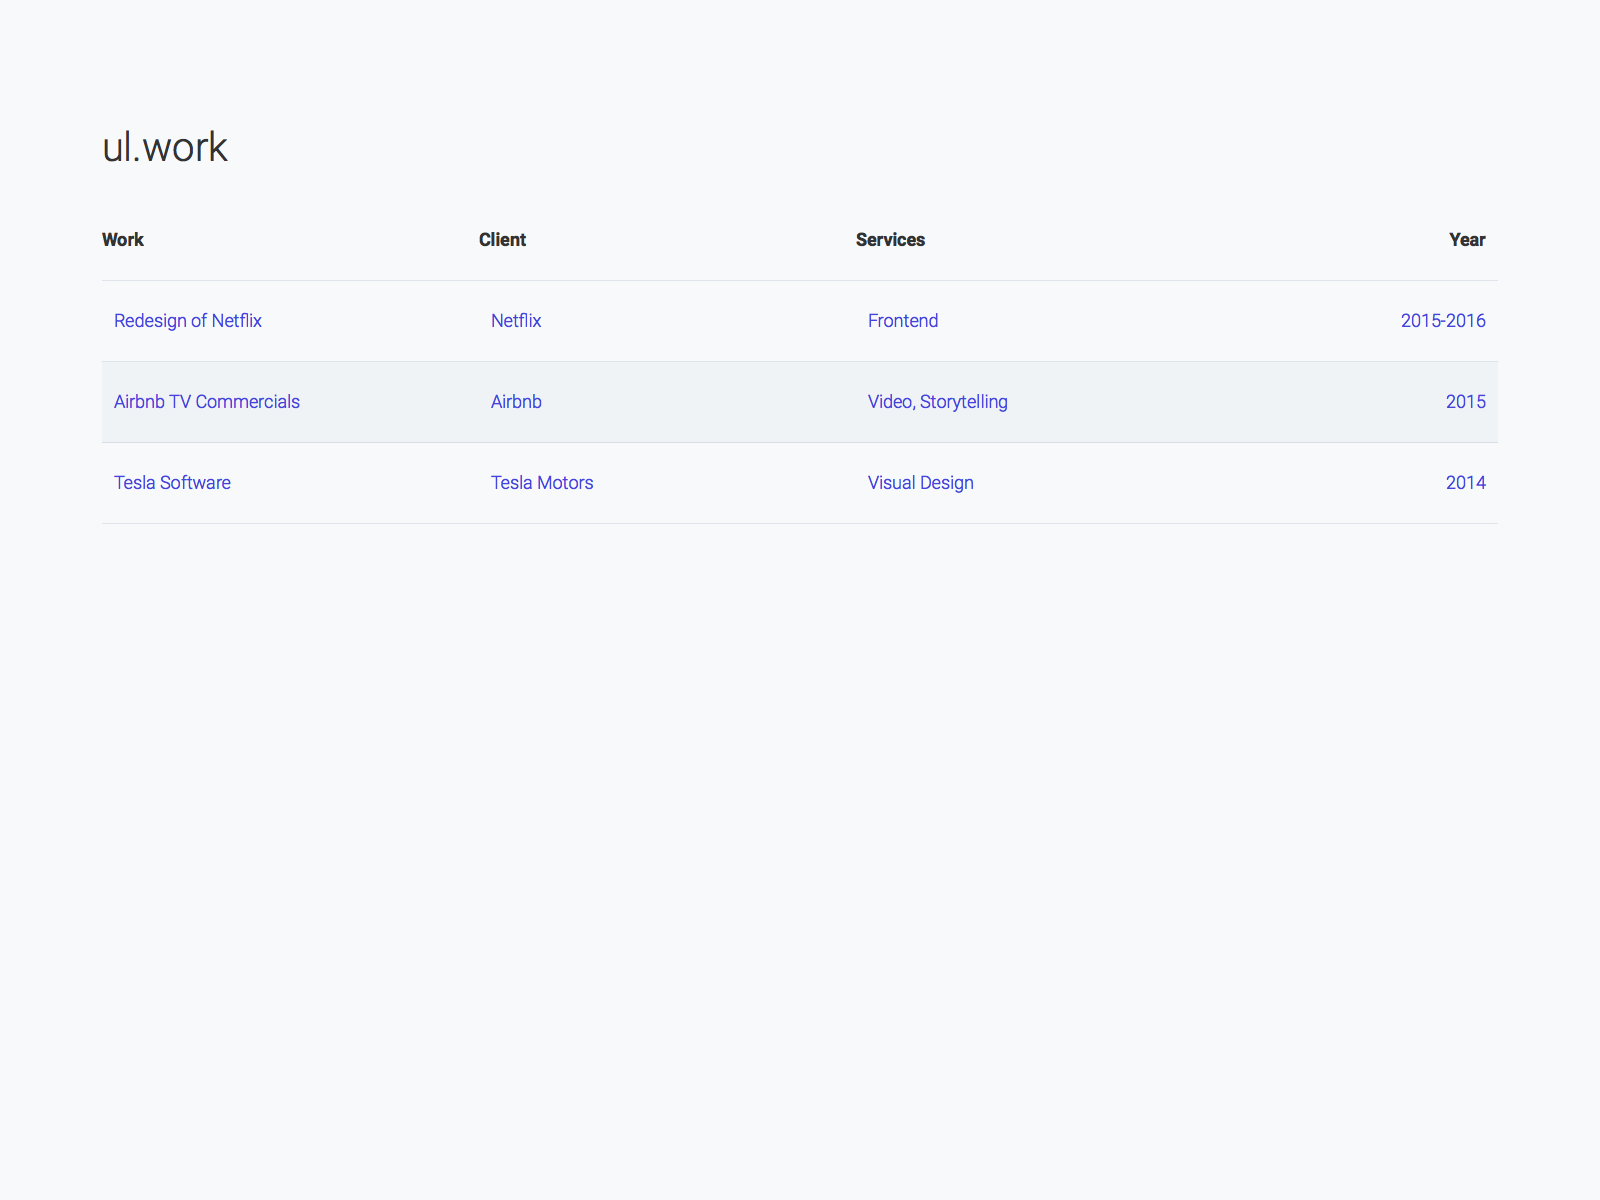 ul.work
Work Client Services Year
Redesign of Netflix Netflix Frontend 2015-2016
Airbnb TV Commercials Airbnb Video, Storytelling 2015
Tesla Software Tesla Motors Visual Design 2014